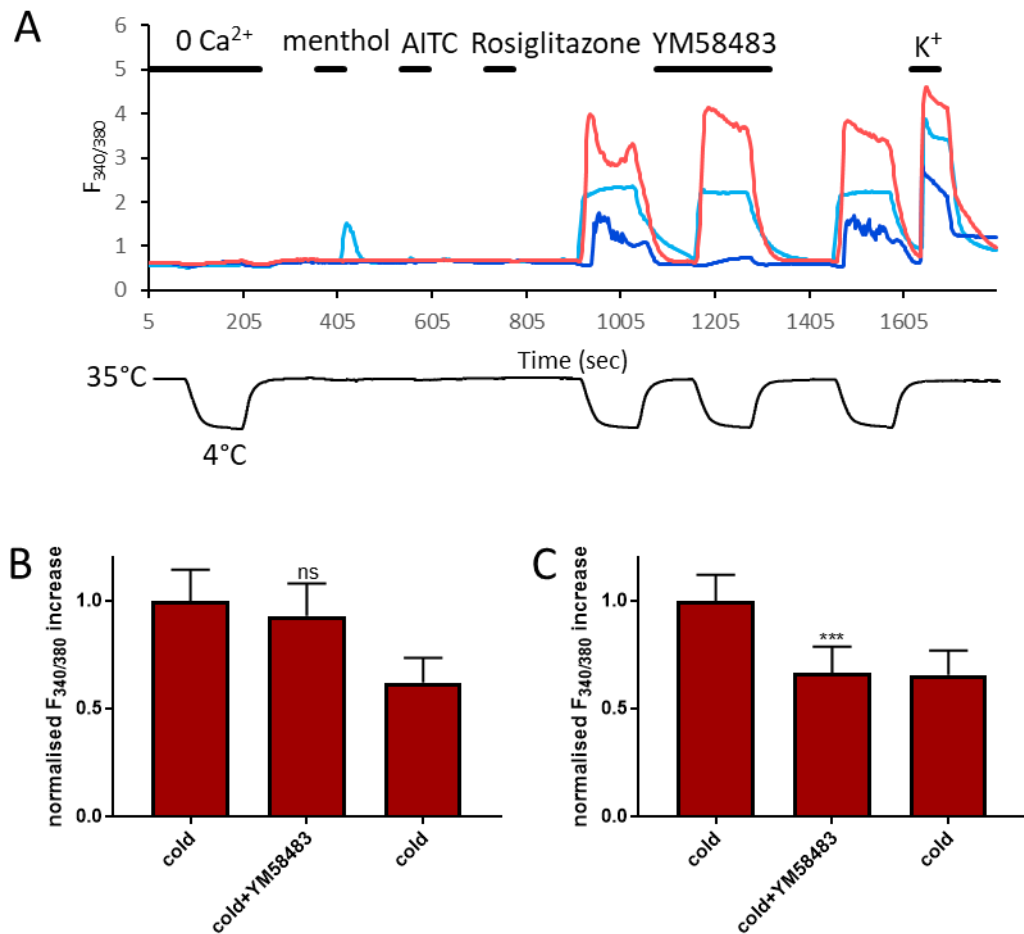 A
0 Ca²⁺ menthol AITC Rosiglitazone YM58483 K⁺
F340/380
6
5
4
3
2
1
0
5 205 405 605 805 1005 1205 1405 1605
Time (sec)
35°C
4°C
B
normalised F340/380 increase
1.0
0.5
0.0
ns
cold
cold+YM58483
cold
C
normalised F340/380 increase
1.0
0.5
0.0
***
cold
cold+YM58483
cold